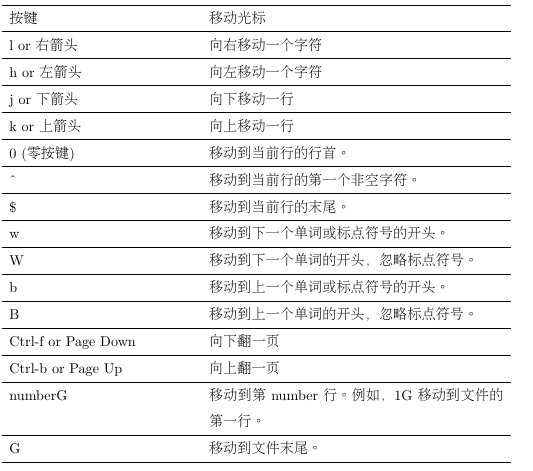 按键 移动光标
l or 右箭头 向右移动一个字符
h or 左箭头 向左移动一个字符
j or 下箭头 向下移动一行
k or 上箭头 向上移动一行
0 (零按键) 移动到当前行的行首。
^ 移动到当前行的第一个非空字符。
$ 移动到当前行的末尾。
w 移动到下一个单词或标点符号的开头。
W 移动到下一个单词的开头，忽略标点符号。
b 移动到上一个单词或标点符号的开头。
B 移动到上一个单词的开头，忽略标点符号。
Ctrl-f or Page Down 向下翻一页
Ctrl-b or Page Up 向上翻一页
numberG 移动到第 number 行。例如，1G 移动到文件的
第一行。
G 移动到文件末尾。